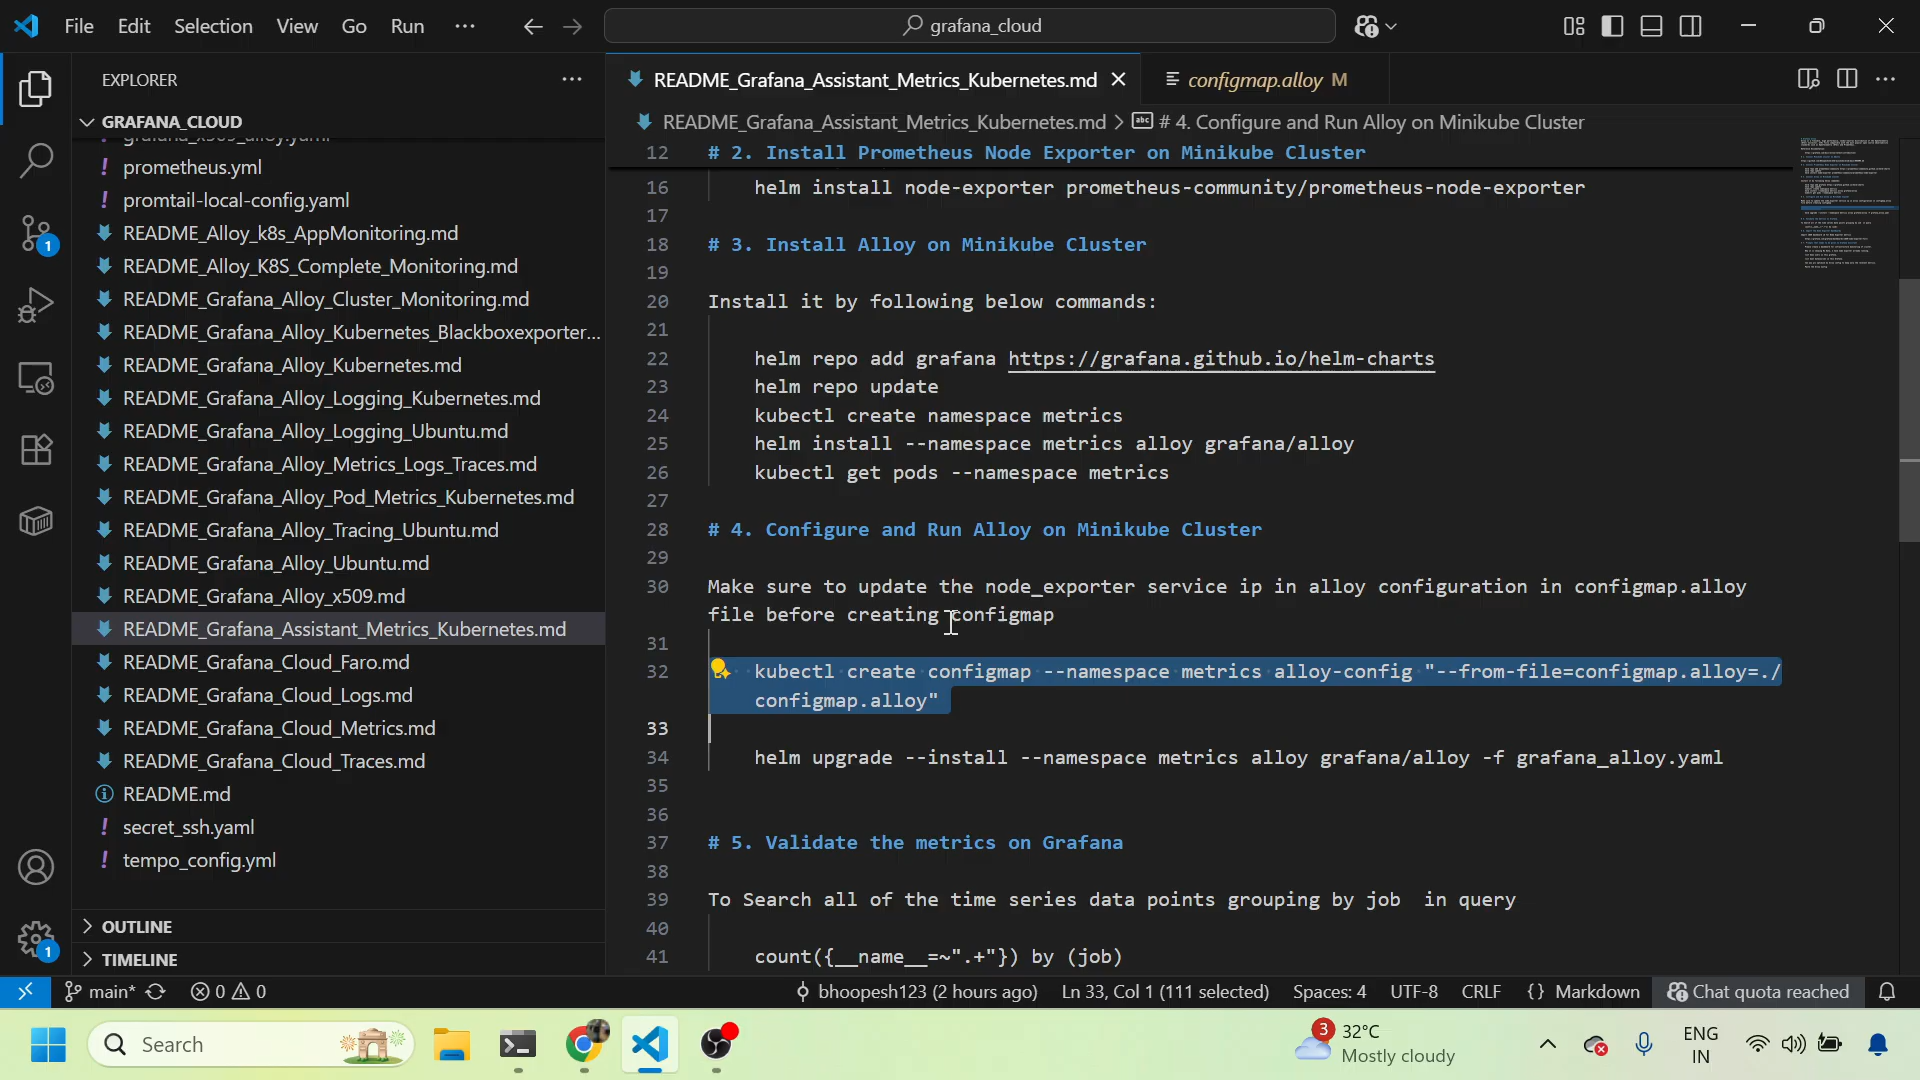 File Edit Selection View Go Run ··· grafana_cloud
EXPLORER ···
GRAFANA_CLOUD
grafana_x509_alloy.yaml
! prometheus.yml
! promtail-local-config.yaml
README_Alloy_k8s_AppMonitoring.md
README_Alloy_K8S_Complete_Monitoring.md
README_Grafana_Alloy_Cluster_Monitoring.md
README_Grafana_Alloy_Kubernetes_Blackboxexporter...
README_Grafana_Alloy_Kubernetes.md
README_Grafana_Alloy_Logging_Kubernetes.md
README_Grafana_Alloy_Logging_Ubuntu.md
README_Grafana_Alloy_Metrics_Logs_Traces.md
README_Grafana_Alloy_Pod_Metrics_Kubernetes.md
README_Grafana_Alloy_Tracing_Ubuntu.md
README_Grafana_Alloy_Ubuntu.md
README_Grafana_Alloy_x509.md
README_Grafana_Assistant_Metrics_Kubernetes.md
README_Grafana_Cloud_Faro.md
README_Grafana_Cloud_Logs.md
README_Grafana_Cloud_Metrics.md
README_Grafana_Cloud_Traces.md
README.md
! secret_ssh.yaml
! tempo_config.yml
OUTLINE
TIMELINE
1
1
README_Grafana_Assistant_Metrics_Kubernetes.md configmap.alloy M
README_Grafana_Assistant_Metrics_Kubernetes.md > abc # 4. Configure and Run Alloy on Minikube Cluster
12 # 2. Install Prometheus Node Exporter on Minikube Cluster
16 helm install node-exporter prometheus-community/prometheus-node-exporter
17
18 # 3. Install Alloy on Minikube Cluster
19
20 Install it by following below commands:
21
22 helm repo add grafana https://grafana.github.io/helm-charts
23 helm repo update
24 kubectl create namespace metrics
25 helm install --namespace metrics alloy grafana/alloy
26 kubectl get pods --namespace metrics
27
28 # 4. Configure and Run Alloy on Minikube Cluster
29
30 Make sure to update the node_exporter service ip in alloy configuration in configmap.alloy
file before creating configmap
31
32 kubectl create configmap --namespace metrics alloy-config "--from-file=configmap.alloy=./
configmap.alloy"
33
34 helm upgrade --install --namespace metrics alloy grafana/alloy -f grafana_alloy.yaml
35
36
37 # 5. Validate the metrics on Grafana
38
39 To Search all of the time series data points grouping by job  in query
40
41 count({__name__=~".+"}) by (job)
main* 0 0 bhoopesh123 (2 hours ago) Ln 33, Col 1 (111 selected) Spaces: 4 UTF-8 CRLF {} Markdown Chat quota reached
Search 3 32°C
Mostly cloudy
ENG
IN